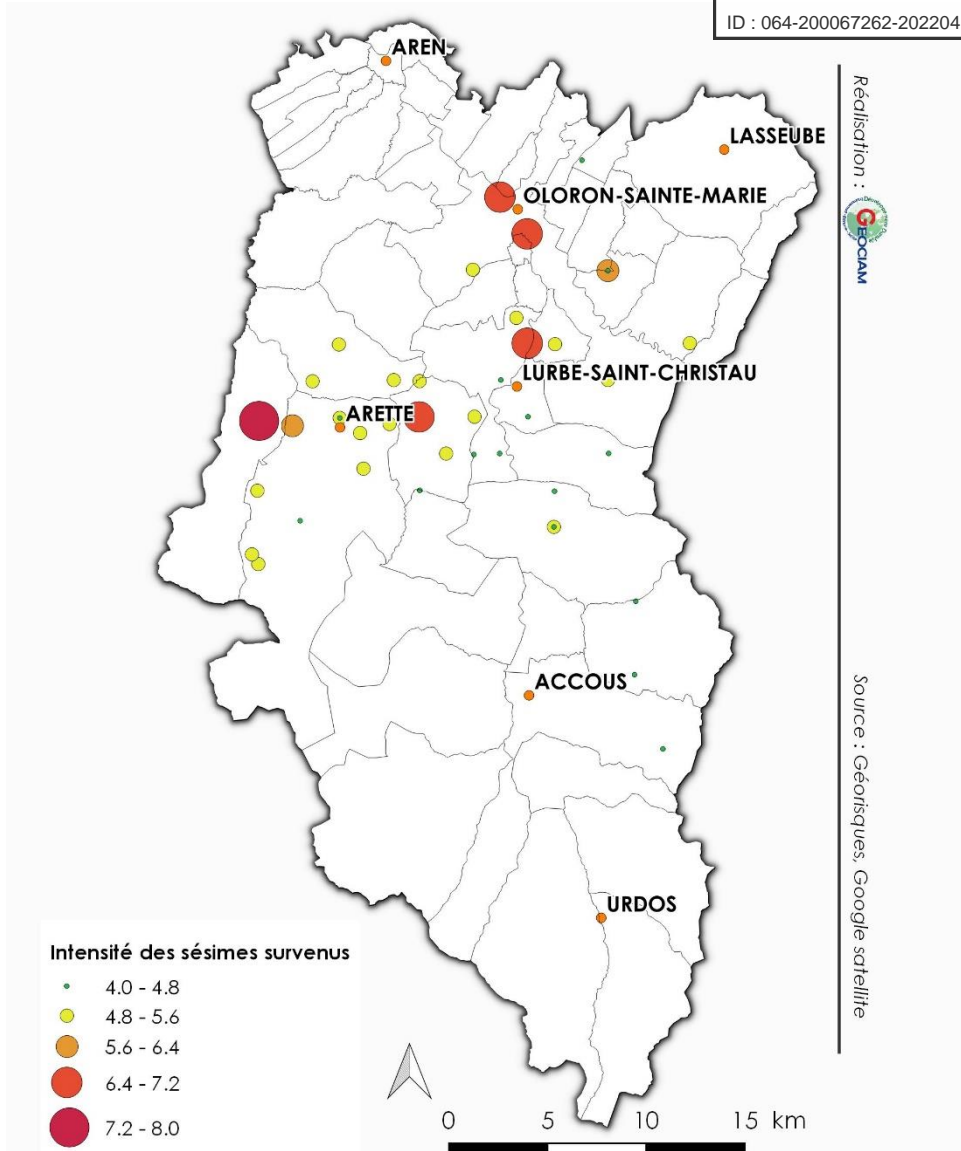 ID : 064-200067262-202204
AREN
LASSEUBE
OLORON-SAINTE-MARIE
LURBE-SAINT-CHRISTAU
ARETTE
ACCOUS
URDOS
Réalisation :
GEOCIAM
Source : Géorisques, Google satellite
Intensité des sésimes survenus
4.0 - 4.8
4.8 - 5.6
5.6 - 6.4
6.4 - 7.2
7.2 - 8.0
0 5 10 15 km